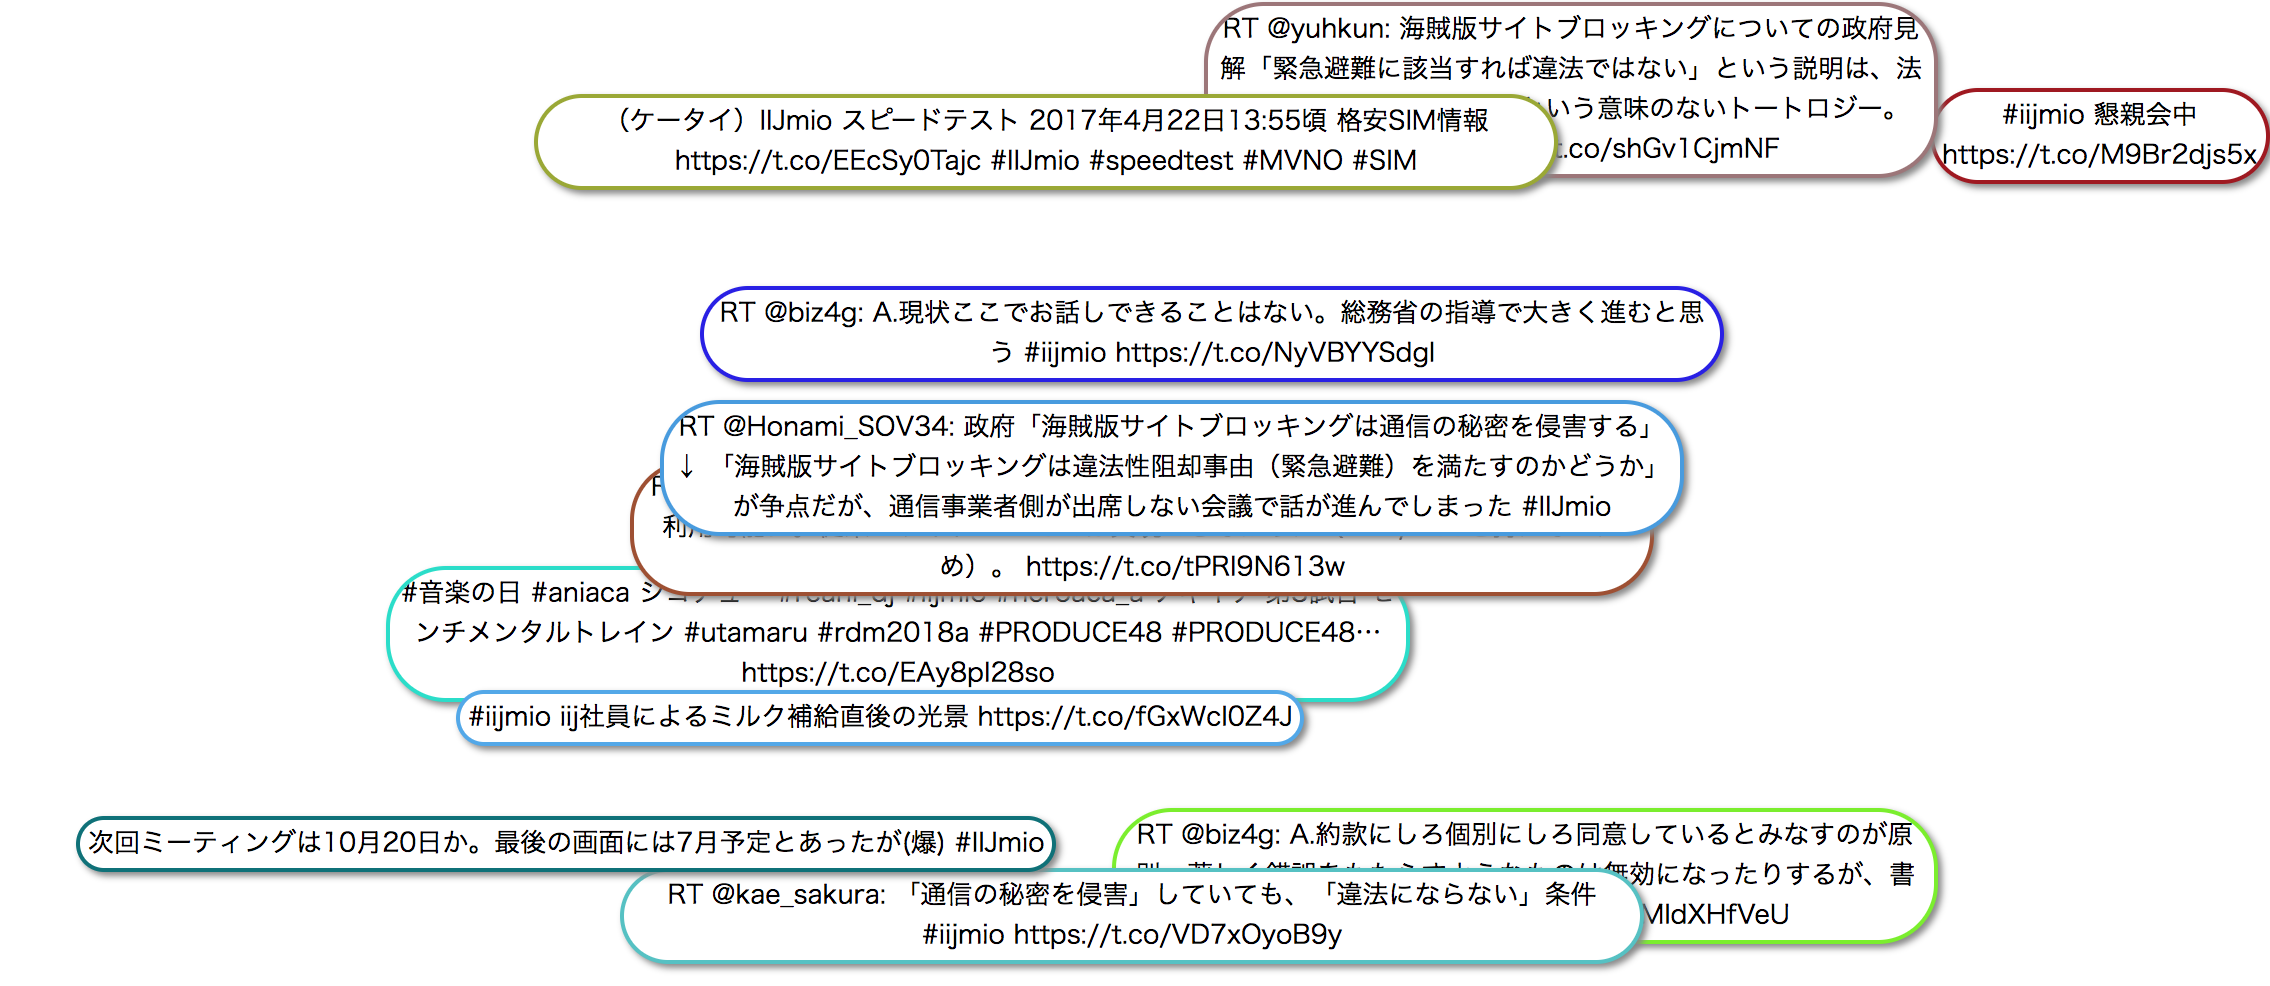 RT @yuhkun: 海賊版サイトブロッキングについての政府見
解「緊急避難に該当すれば違法ではない」という説明は、法
いう意味のないトートロジー。
t.co/shGv1CjmNF
#iijmio 懇親会中
https://t.co/M9Br2djs5x
（ケータイ）IIJmio スピードテスト 2017年4月22日13:55頃 格安SIM情報
https://t.co/EEcSy0Tajc #IIJmio #speedtest #MVNO #SIM
RT @biz4g: A.現状ここでお話しできることはない。総務省の指導で大きく進むと思
う #iijmio https://t.co/NyVBYYSdgI
RT @Honami_SOV34: 政府「海賊版サイトブロッキングは通信の秘密を侵害する」
↓ 「海賊版サイトブロッキングは違法性阻却事由（緊急避難）を満たすのかどうか」
が争点だが、通信事業者側が出席しない会議で話が進んでしまった #IIJmio
め）。 https://t.co/tPRI9N613w
#音楽の日 #aniaca
ンチメンタルトレイン #utamaru #rdm2018a #PRODUCE48 #PRODUCE48…
https://t.co/EAy8pI28so
#iijmio iij社員によるミルク補給直後の光景 https://t.co/fGxWcI0Z4J
次回ミーティングは10月20日か。最後の画面には7月予定とあったが(爆) #IIJmio
RT @biz4g: A.約款にしろ個別にしろ同意しているとみなすのが原
無効になったりするが、書
MIdXHfVeU
RT @kae_sakura: 「通信の秘密を侵害」していても、「違法にならない」条件
#iijmio https://t.co/VD7xOyoB9y